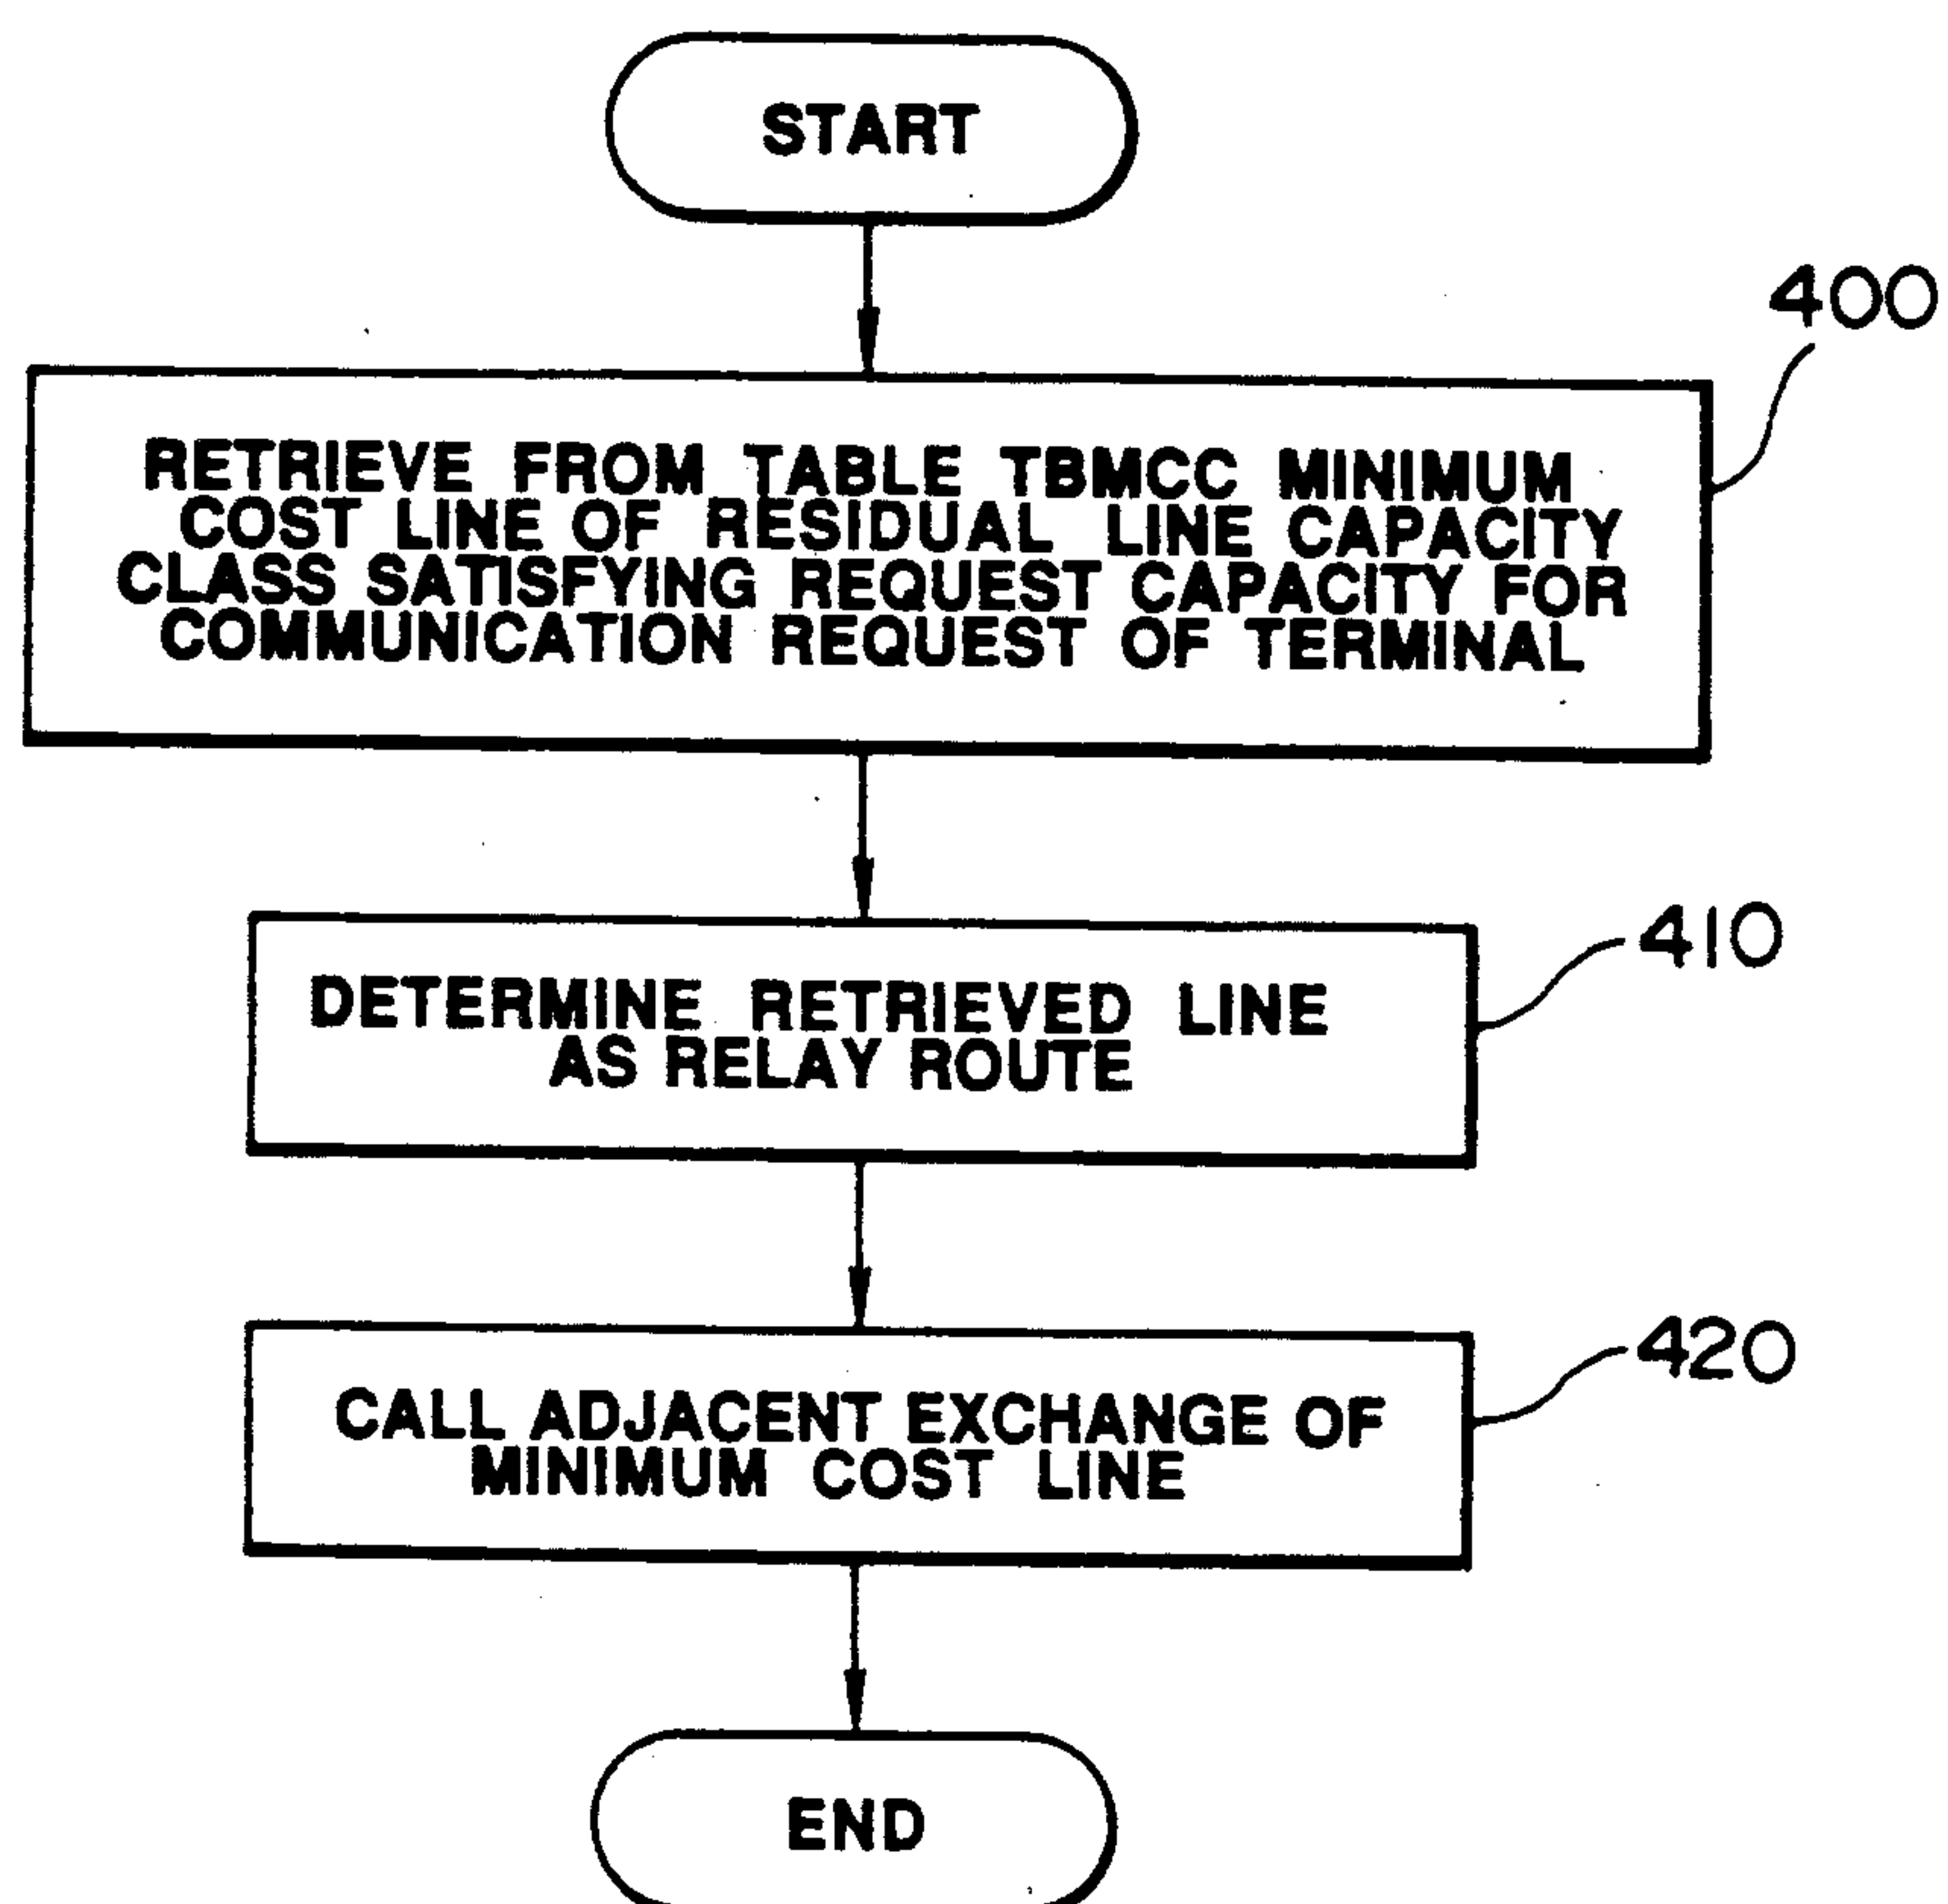 START
400
RETRIEVE FROM TABLE TBMCC MINIMUM
COST LINE OF RESIDUAL LINE CAPACITY
CLASS SATISFYING REQUEST CAPACITY FOR
COMMUNICATION REQUEST OF TERMINAL
410
DETERMINE RETRIEVED LINE
AS RELAY ROUTE
420
CALL ADJACENT EXCHANGE OF
MINIMUM COST LINE
END